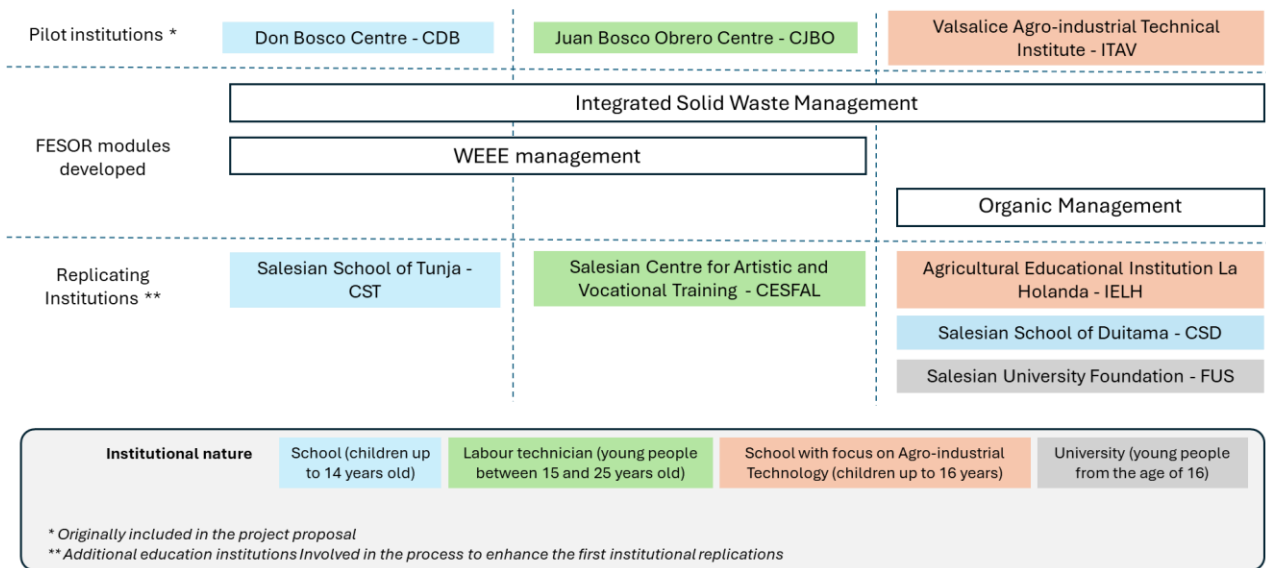 Pilot institutions *
Don Bosco Centre - CDB
Juan Bosco Obrero Centre - CJBO
Valsalice Agro-industrial Technical
Institute - ITAV
Integrated Solid Waste Management
FESOR modules
developed
WEEE management
Organic Management
Replicating
Institutions **
Salesian School of Tunja -
CST
Salesian Centre for Artistic and
Vocational Training - CESFAL
Agricultural Educational Institution La
Holanda - IELH
Salesian School of Duitama - CSD
Salesian University Foundation - FUS
Institutional nature
School (children up
to 14 years old)
Labour technician (young people
between 15 and 25 years old)
School with focus on Agro-industrial
Technology (children up to 16 years)
University (young people
from the age of 16)
* Originally included in the project proposal
** Additional education institutions Involved in the process to enhance the first institutional replications